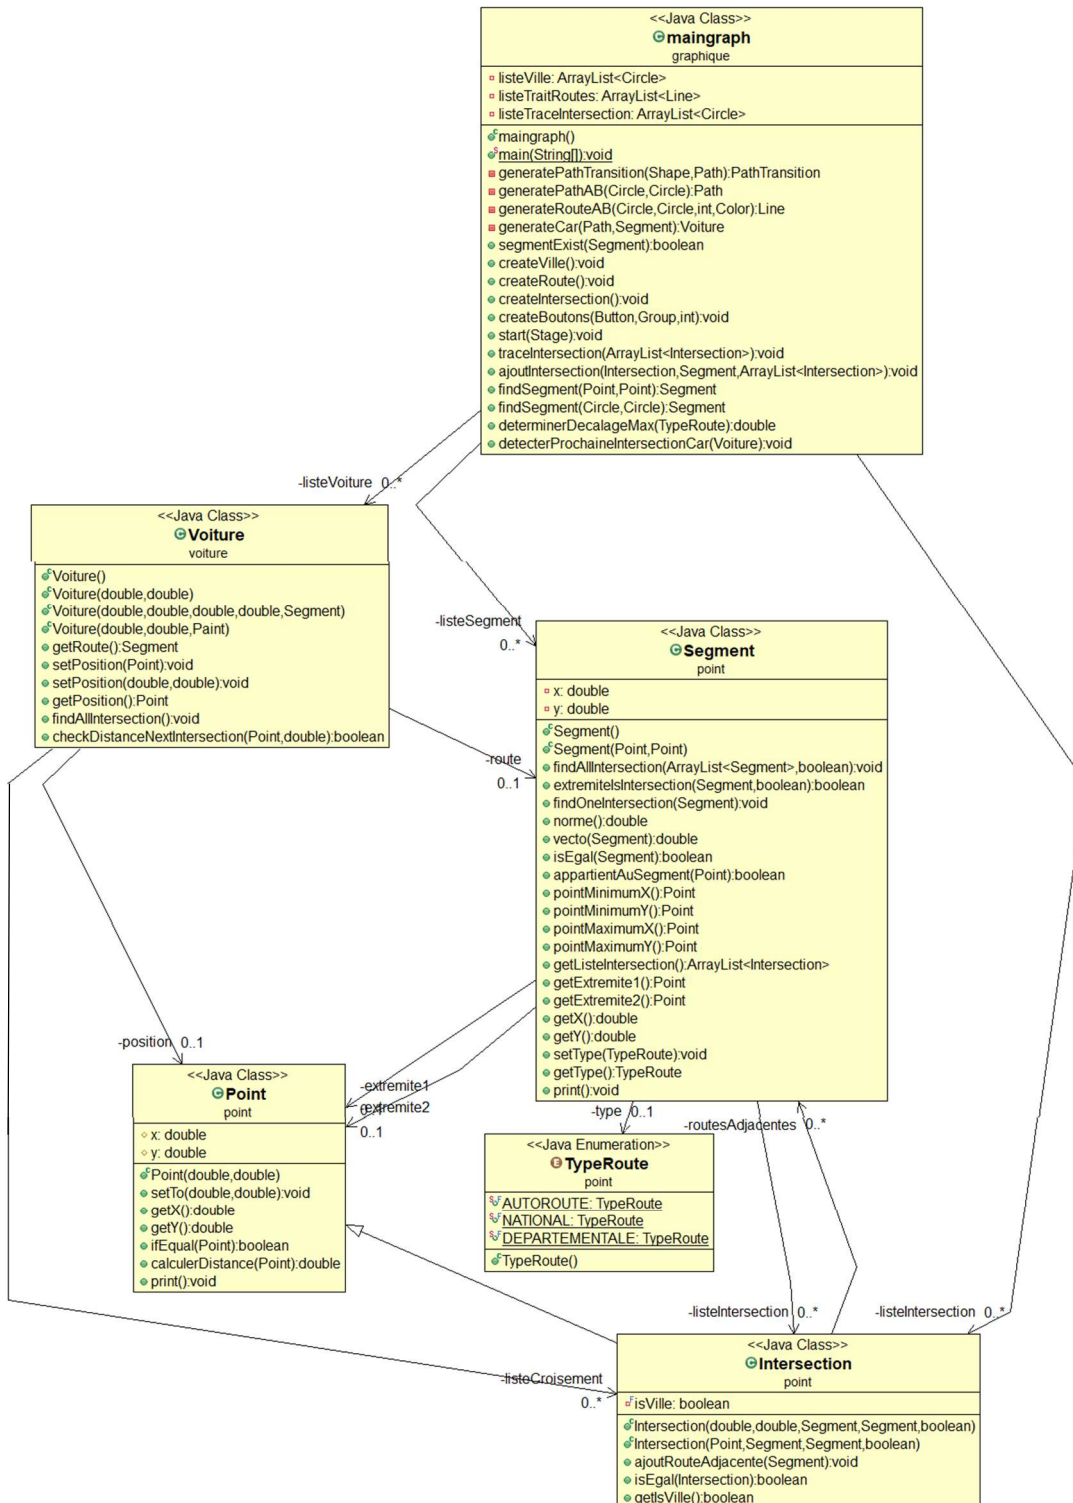 <<Java Class>>
maingraph
graphique
listeVille: ArrayList<Circle>
listeTraitRoutes: ArrayList<Line>
listeTraceIntersection: ArrayList<Circle>
maingraph()
main(String[]):void
generatePathTransition(Shape,Path):PathTransition
generatePathAB(Circle,Circle):Path
generateRouteAB(Circle,Circle,int,Color):Line
generateCar(Path,Segment):Voiture
segmentExist(Segment):boolean
createVille():void
createRoute():void
createIntersection():void
createBoutons(Button,Group,int):void
start(Stage):void
traceIntersection(ArrayList<Intersection>):void
ajoutIntersection(Intersection,Segment,ArrayList<Intersection>):void
findSegment(Point,Point):Segment
findSegment(Circle,Circle):Segment
determinerDecalageMax(TypeRoute):double
detecterProchaineIntersectionCar(Voiture):void
-listeVoiture 0..*
<<Java Class>>
Voiture
voiture
Voiture()
Voiture(double,double)
Voiture(double,double,double,double,Segment)
Voiture(double,double,Paint)
getRoute():Segment
setPosition(Point):void
setPosition(double,double):void
getPosition():Point
findAllIntersection():void
checkDistanceNextIntersection(Point,double):boolean
-listeSegment
0..*
<<Java Class>>
Segment
point
x: double
y: double
Segment()
Segment(Point,Point)
findAllIntersection(ArrayList<Segment>,boolean):void
extremiteIsIntersection(Segment,boolean):boolean
findOneIntersection(Segment):void
norme():double
vecto(Segment):double
isEgal(Segment):boolean
appartientAuSegment(Point):boolean
pointMinimumX():Point
pointMinimumY():Point
pointMaximumX():Point
pointMaximumY():Point
getListeIntersection():ArrayList<Intersection>
getExtremite1():Point
getExtremite2():Point
getX():double
getY():double
setType(TypeRoute):void
getType():TypeRoute
print():void
-route
0..1
-position 0..1
<<Java Class>>
Point
point
x: double
y: double
Point(double,double)
setTo(double,double):void
getX():double
getY():double
ifEqual(Point):boolean
calculerDistance(Point):double
print():void
-extremite1
0..1
-extremite2
0..1
-type 0..1
-routesAdjacentes 0..*
<<Java Enumeration>>
TypeRoute
point
AUTOROUTE: TypeRoute
NATIONAL: TypeRoute
DEPARTEMENTALE: TypeRoute
TypeRoute()
-listeIntersection 0..*
-listeIntersection 0..*
-listeCroisement
0..*
<<Java Class>>
Intersection
point
isVille: boolean
Intersection(double,double,Segment,Segment,boolean)
Intersection(Point,Segment,Segment,boolean)
ajoutRouteAdjacente(Segment):void
isEgal(Intersection):boolean
getIsVille():boolean